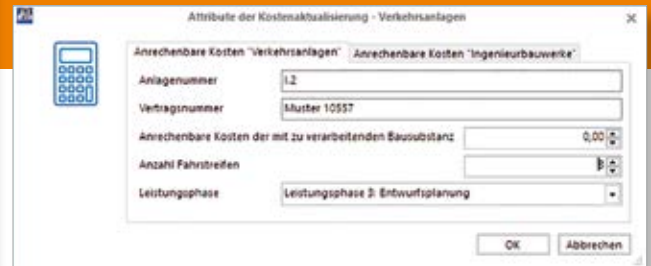 Attribute der Kostenaktualisierung - Verkehrsanlagen
Anrechenbare Kosten "Verkehrsanlagen" Anrechenbare Kosten "Ingenieurbauwerke"
Anlagenummer I.2
Vertragsnummer Muster 10557
Anrechenbare Kosten der mit zu verarbeitenden Bausubstanz 0,00
Anzahl Fahrstreifen
Leistungsphase Leistungsphase 3: Entwurfsplanung
OK Abbrechen